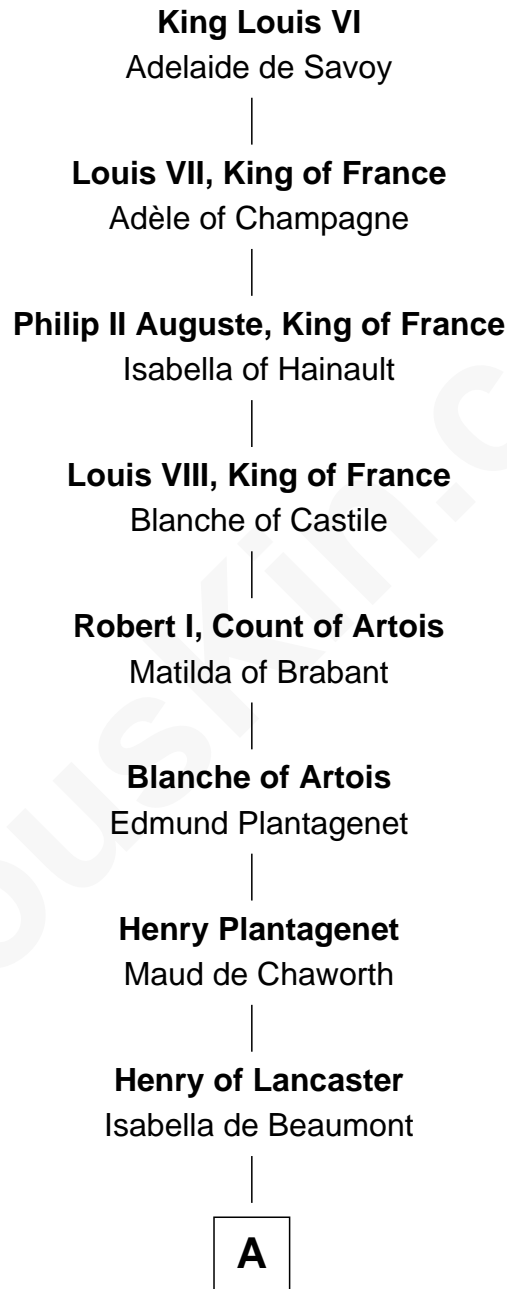 King Louis VI
Adelaide de Savoy
Louis VII, King of France
Adèle of Champagne
Philip II Auguste, King of France
Isabella of Hainault
Louis VIII, King of France
Blanche of Castile
Robert I, Count of Artois
Matilda of Brabant
Blanche of Artois
Edmund Plantagenet
Henry Plantagenet
Maud de Chaworth
Henry of Lancaster
Isabella de Beaumont
A